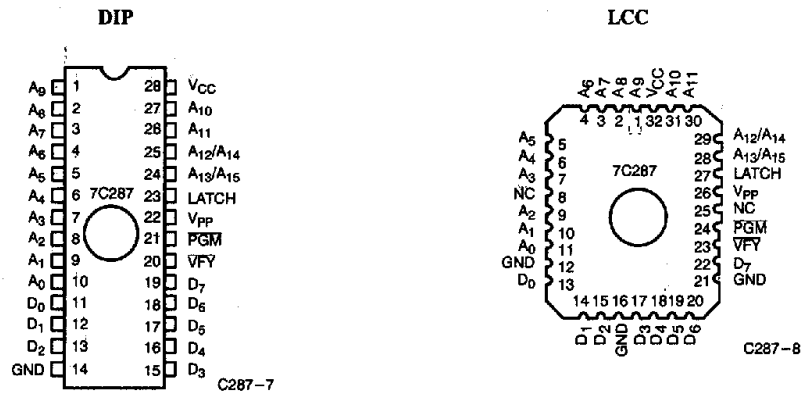 DIP
A9 1 28 VCC
A8 2 27 A10
A7 3 26 A11
A6 4 25 A12/A14
A5 5 24 A13/A15
A4 6 7C287 23 LATCH
A3 7 22 VPP
A2 8 21 PGM
A1 9 20 VFY
A0 10 19 D7
D0 11 18 D6
D1 12 17 D5
D2 13 16 D4
GND 14 15 D3
C287-7
LCC
A6 A7 A8 A9 VCC A10 A11
4 3 2 1 32 31 30
A5 5 29 A12/A14
A4 6 28 A13/A15
A3 7 7C287 27 LATCH
NC 8 26 VPP
A2 9 25 NC
A1 10 24 PGM
A0 11 23 VFY
GND 12 22 D7
D0 13 21 GND
14 15 16 17 18 19 20
D1 D2 GND D3 D4 D5 D6
C287-8